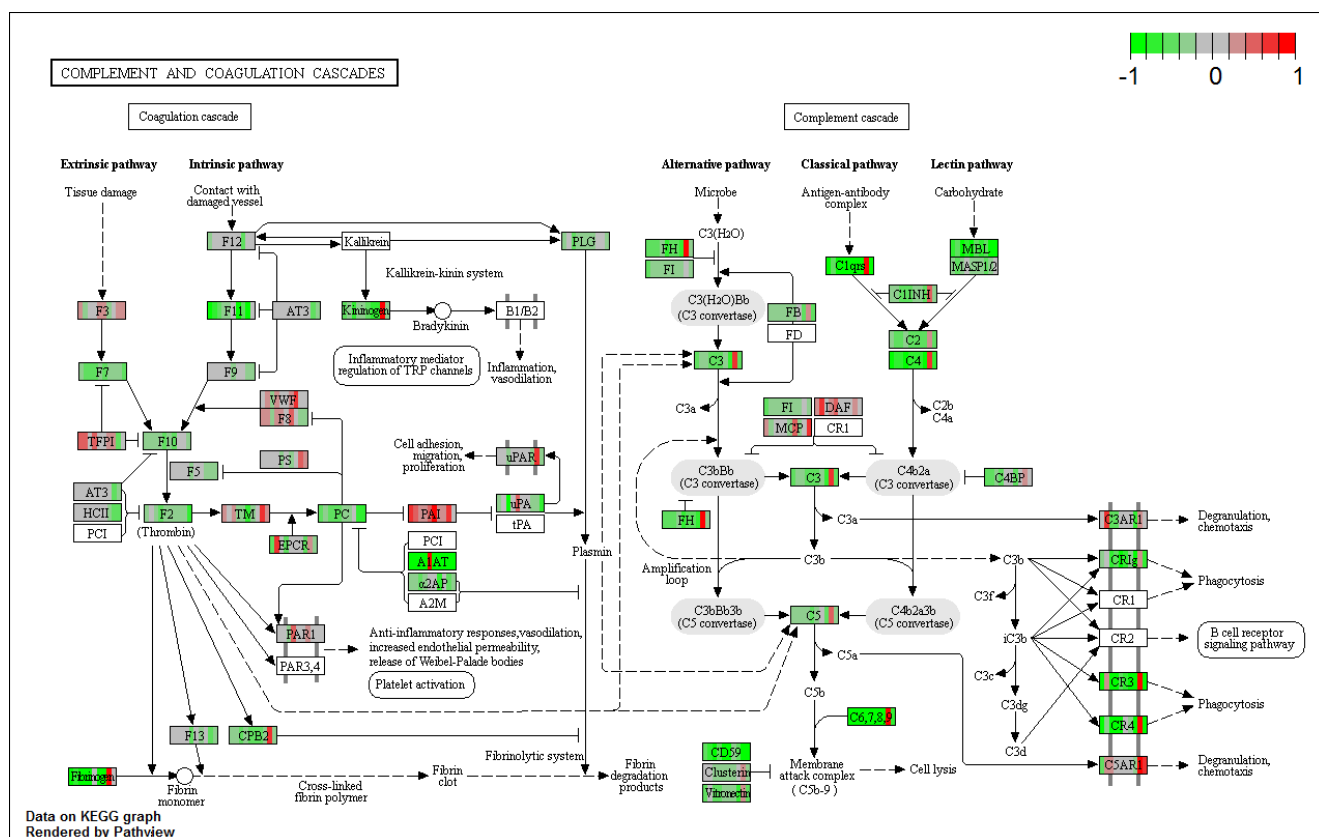 -1 0 1
COMPLEMENT AND COAGULATION CASCADES
Coagulation cascade
Complement cascade
Extrinsic pathway
Intrinsic pathway
Alternative pathway
Classical pathway
Lectin pathway
Tissue damage
Contact with
damaged vessel
Microbe
Antigen-antibody
complex
Carbohydrate
F12
Kallikrein
PLG
C3(H2O)
FH
FI
C1qrs
MBL
MASP1/2
Kallikrein-kinin system
F3
F11
AT3
Kininogen
Bradykinin
B1/B2
C3(H2O)Bb
(C3 convertase)
FB
FD
C1INH
C2
C4
F7
F9
Inflammatory mediator
regulation of TRP channels
Inflammation,
vasodilation
C3
C3a
C2b
C4a
VWF
F8
TFPI
F10
F5
PS
Cell adhesion,
migration,
proliferation
uPAR
FI
DAF
MCP
CR1
C3bBb
(C3 convertase)
C3
C4b2a
(C3 convertase)
C4BP
AT3
HCII
PCI
F2
(Thrombin)
TM
PC
PAI
uPA
tPA
EPCR
PCI
A1AT
α2AP
A2M
Plasmin
FH
C3a
C3AR1
Degranulation,
chemotaxis
Amplification
loop
C3b
C3b
CRIg
Phagocytosis
C3f
CR1
C3bBb3b
(C5 convertase)
C5
C4b2a3b
(C5 convertase)
iC3b
CR2
B cell receptor
signaling pathway
PAR1
PAR3,4
Anti-inflammatory responses,vasodilation,
increased endothelial permeability,
release of Weibel-Palade bodies
Platelet activation
C5a
C3c
CR3
Phagocytosis
C5b
C3dg
C6,7,8,9
CR4
C3d
F13
CPB2
Fibrinolytic system
CD59
Clusterin
Vitronectin
Membrane
attack complex
( C5b-9 )
Cell lysis
C5AR1
Degranulation,
chemotaxis
Fibrinogen
Fibrin
monomer
Cross-linked
fibrin polymer
Fibrin
clot
Fibrin
degradation
products
Data on KEGG graph
Rendered by Pathview